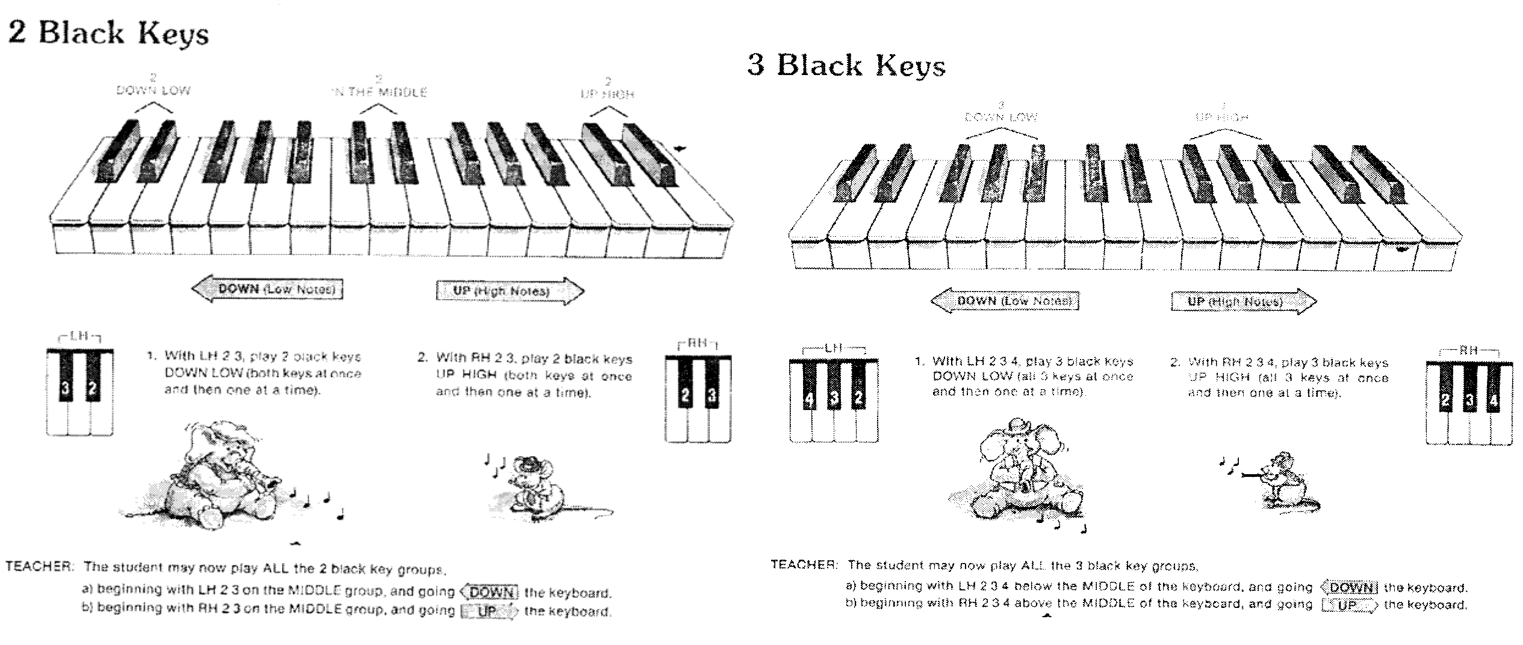 2 Black Keys
2
DOWN LOW
2
IN THE MIDDLE
2
UP HIGH
DOWN (Low Notes)
UP (High Notes)
LH
3 2
1. With LH 2 3, play 2 black keys
DOWN LOW (both keys at once
and then one at a time).
2. With RH 2 3, play 2 black keys
UP HIGH (both keys at once
and then one at a time).
RH
2 3
TEACHER: The student may now play ALL the 2 black key groups,
a) beginning with LH 2 3 on the MIDDLE group, and going DOWN the keyboard.
b) beginning with RH 2 3 on the MIDDLE group, and going UP the keyboard.
3 Black Keys
3
DOWN LOW
UP HIGH
DOWN (Low Notes)
UP (High Notes)
LH
4 3 2
1. With LH 2 3 4, play 3 black keys
DOWN LOW (all 3 keys at once
and then one at a time).
2. With RH 2 3 4, play 3 black keys
UP HIGH (all 3 keys at once
and then one at a time).
RH
2 3 4
TEACHER: The student may now play ALL the 3 black key groups,
a) beginning with LH 2 3 4 below the MIDDLE of the keyboard, and going DOWN the keyboard.
b) beginning with RH 2 3 4 above the MIDDLE of the keyboard, and going UP the keyboard.